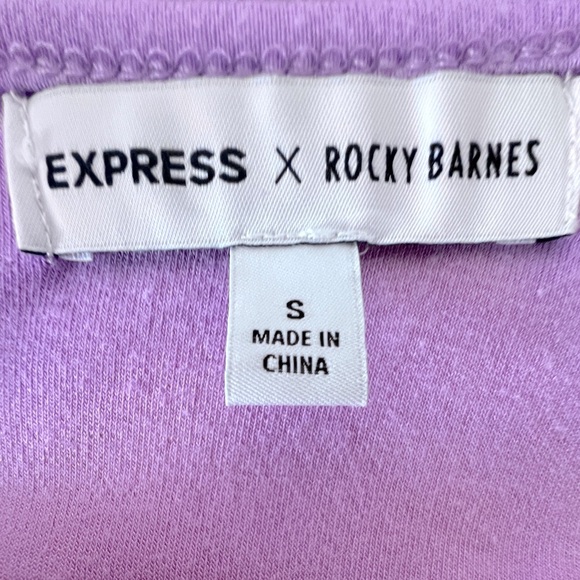 EXPRESS X ROCKY BARNES
S
MADE IN
CHINA